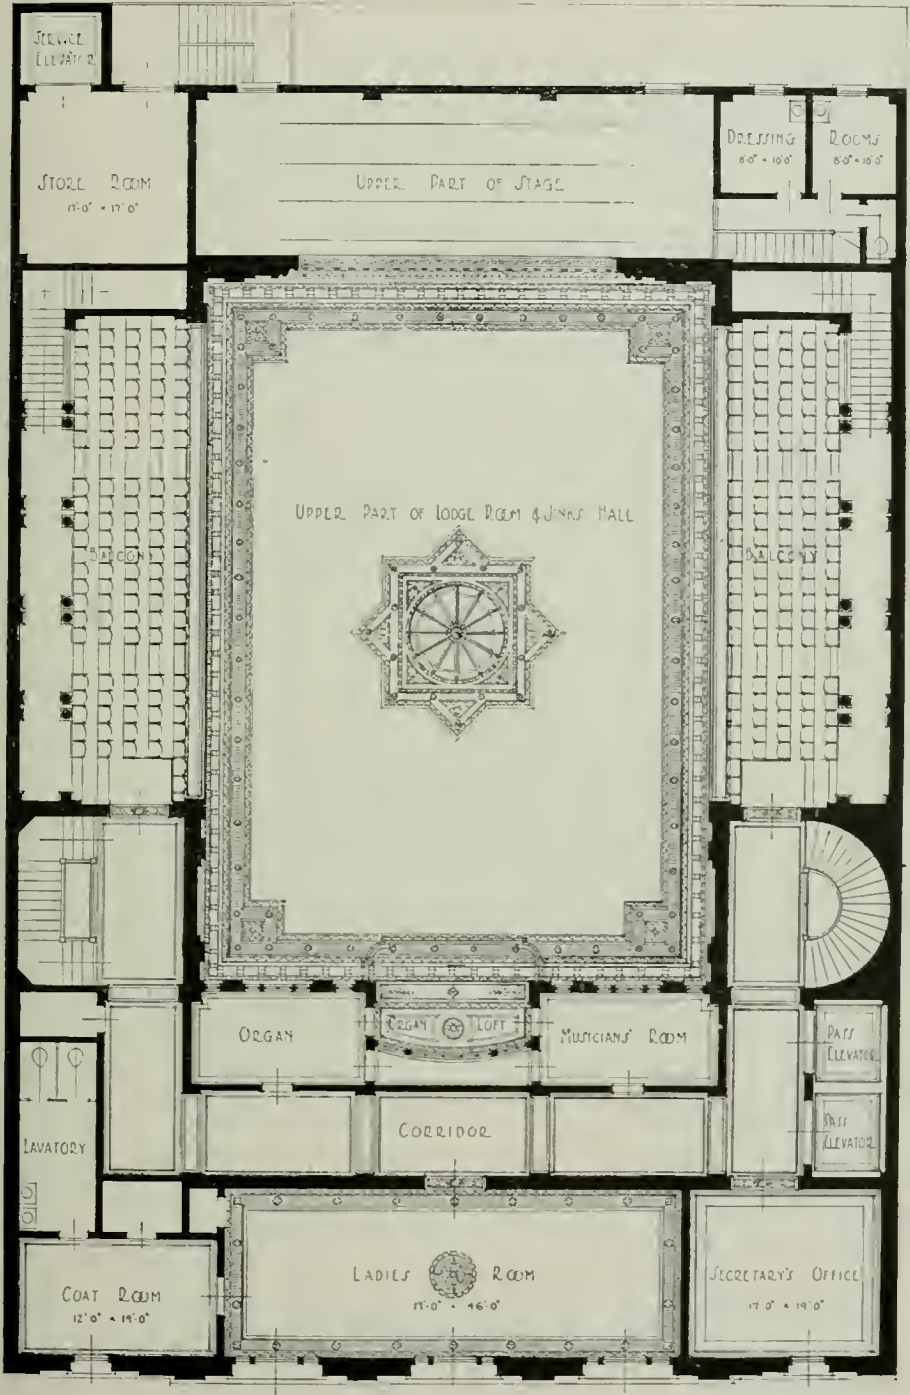 SERVICE
ELEVATOR
DRESSING ROOMS
8'-0" × 10'0" 8'-0" × 10'0"
STORE ROOM
17'-0" × 17'-0"
UPPER PART OF STAGE
UPPER PART OF LODGE ROOM & JINKS HALL
BALCONY
BALCONY
ORGAN
ORGAN LOFT
MUSICIANS' ROOM
PASS
ELEVATOR
CORRIDOR
PASS
ELEVATOR
LAVATORY
COAT ROOM
12'-0" × 19'-0"
LADIES ROOM
17'-0" × 46'-0"
SECRETARY'S OFFICE
17'-0" × 19'-0"